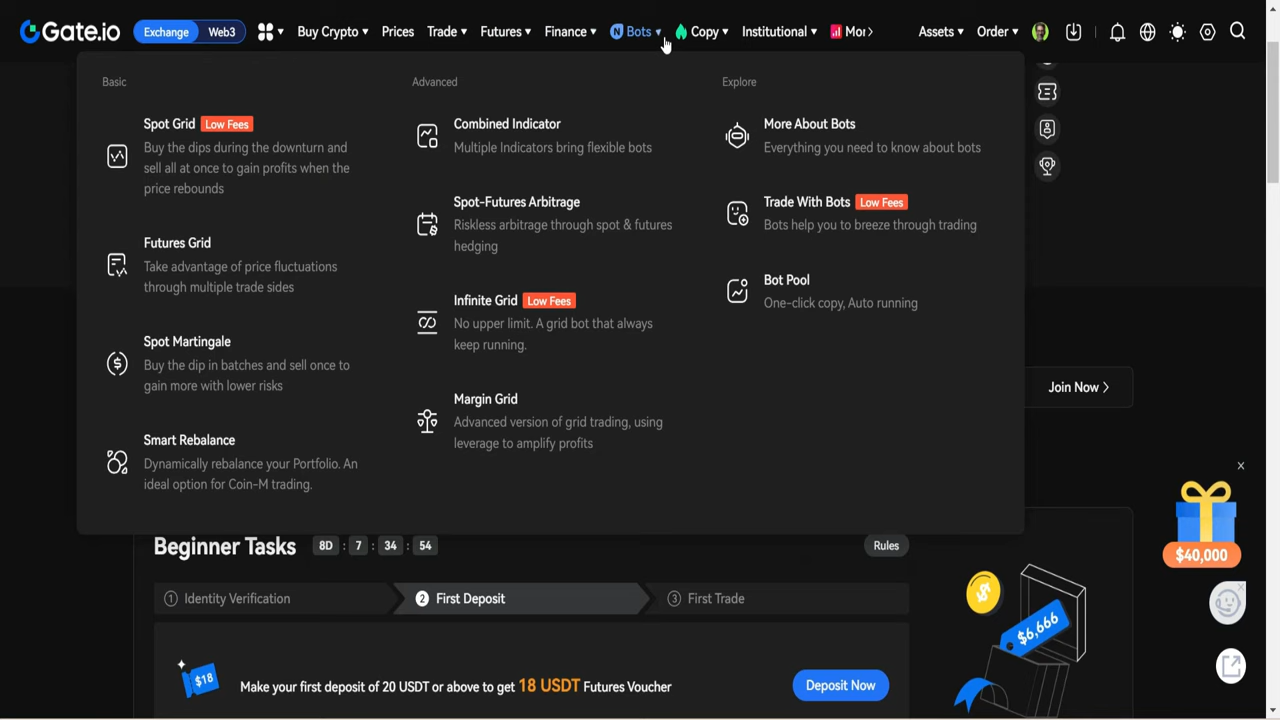 Gate.io Exchange Web3 Buy Crypto Prices Trade Futures Finance Bots Copy Institutional Mor Assets Order
Basic
Spot Grid Low Fees
Buy the dips during the downturn and
sell all at once to gain profits when the
price rebounds
Futures Grid
Take advantage of price fluctuations
through multiple trade sides
Spot Martingale
Buy the dip in batches and sell once to
gain more with lower risks
Smart Rebalance
Dynamically rebalance your Portfolio. An
ideal option for Coin-M trading.
Advanced
Combined Indicator
Multiple Indicators bring flexible bots
Spot-Futures Arbitrage
Riskless arbitrage through spot & futures
hedging
Infinite Grid Low Fees
No upper limit. A grid bot that always
keep running.
Margin Grid
Advanced version of grid trading, using
leverage to amplify profits
Explore
More About Bots
Everything you need to know about bots
Trade With Bots Low Fees
Bots help you to breeze through trading
Bot Pool
One-click copy, Auto running
Join Now
$40,000
Beginner Tasks 8D : 7 : 34 : 54 Rules
1 Identity Verification 2 First Deposit 3 First Trade
$18 Make your first deposit of 20 USDT or above to get 18 USDT Futures Voucher Deposit Now
$6,666